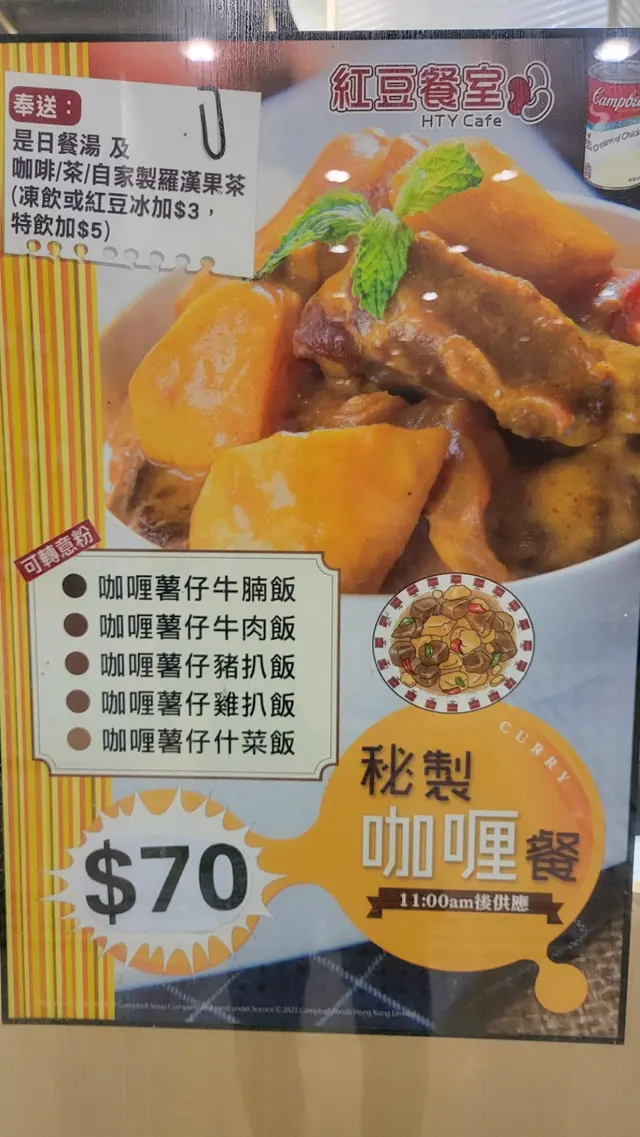 紅豆餐室
HTY Cafe
奉送：
是日餐湯 及
咖啡/茶/自家製羅漢果茶
(凍飲或紅豆冰加$3，
特飲加$5)
Campbe
Cream of Chick
可轉意粉
咖喱薯仔牛腩飯
咖喱薯仔牛肉飯
咖喱薯仔豬扒飯
咖喱薯仔雞扒飯
咖喱薯仔什菜飯
CURRY
秘製
咖喱餐
11:00am後供應
$70